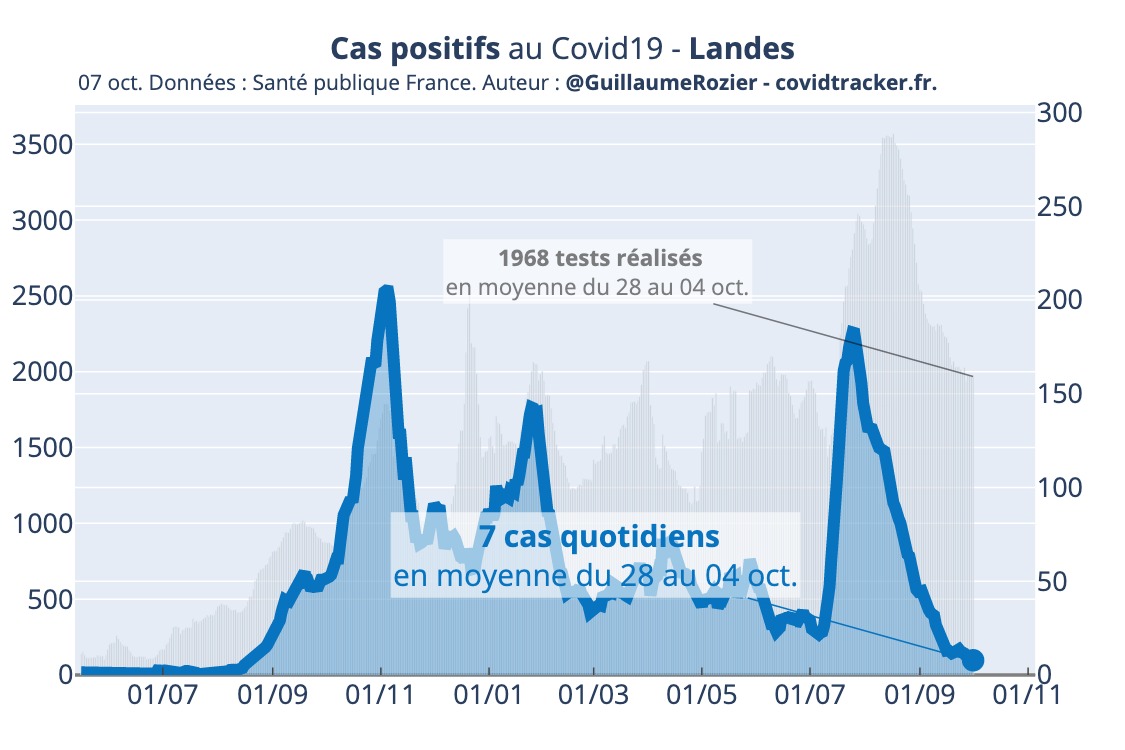 Cas positifs au Covid19 - Landes
07 oct. Données : Santé publique France. Auteur : @GuillaumeRozier - covidtracker.fr.
300
3500
250
3000
1968 tests réalisés
en moyenne du 28 au 04 oct.
2500
200
2000
150
1500
100
1000
7 cas quotidiens
en moyenne du 28 au 04 oct.
50
500
0
0
01/07 01/09 01/11 01/01 01/03 01/05 01/07 01/09 01/11